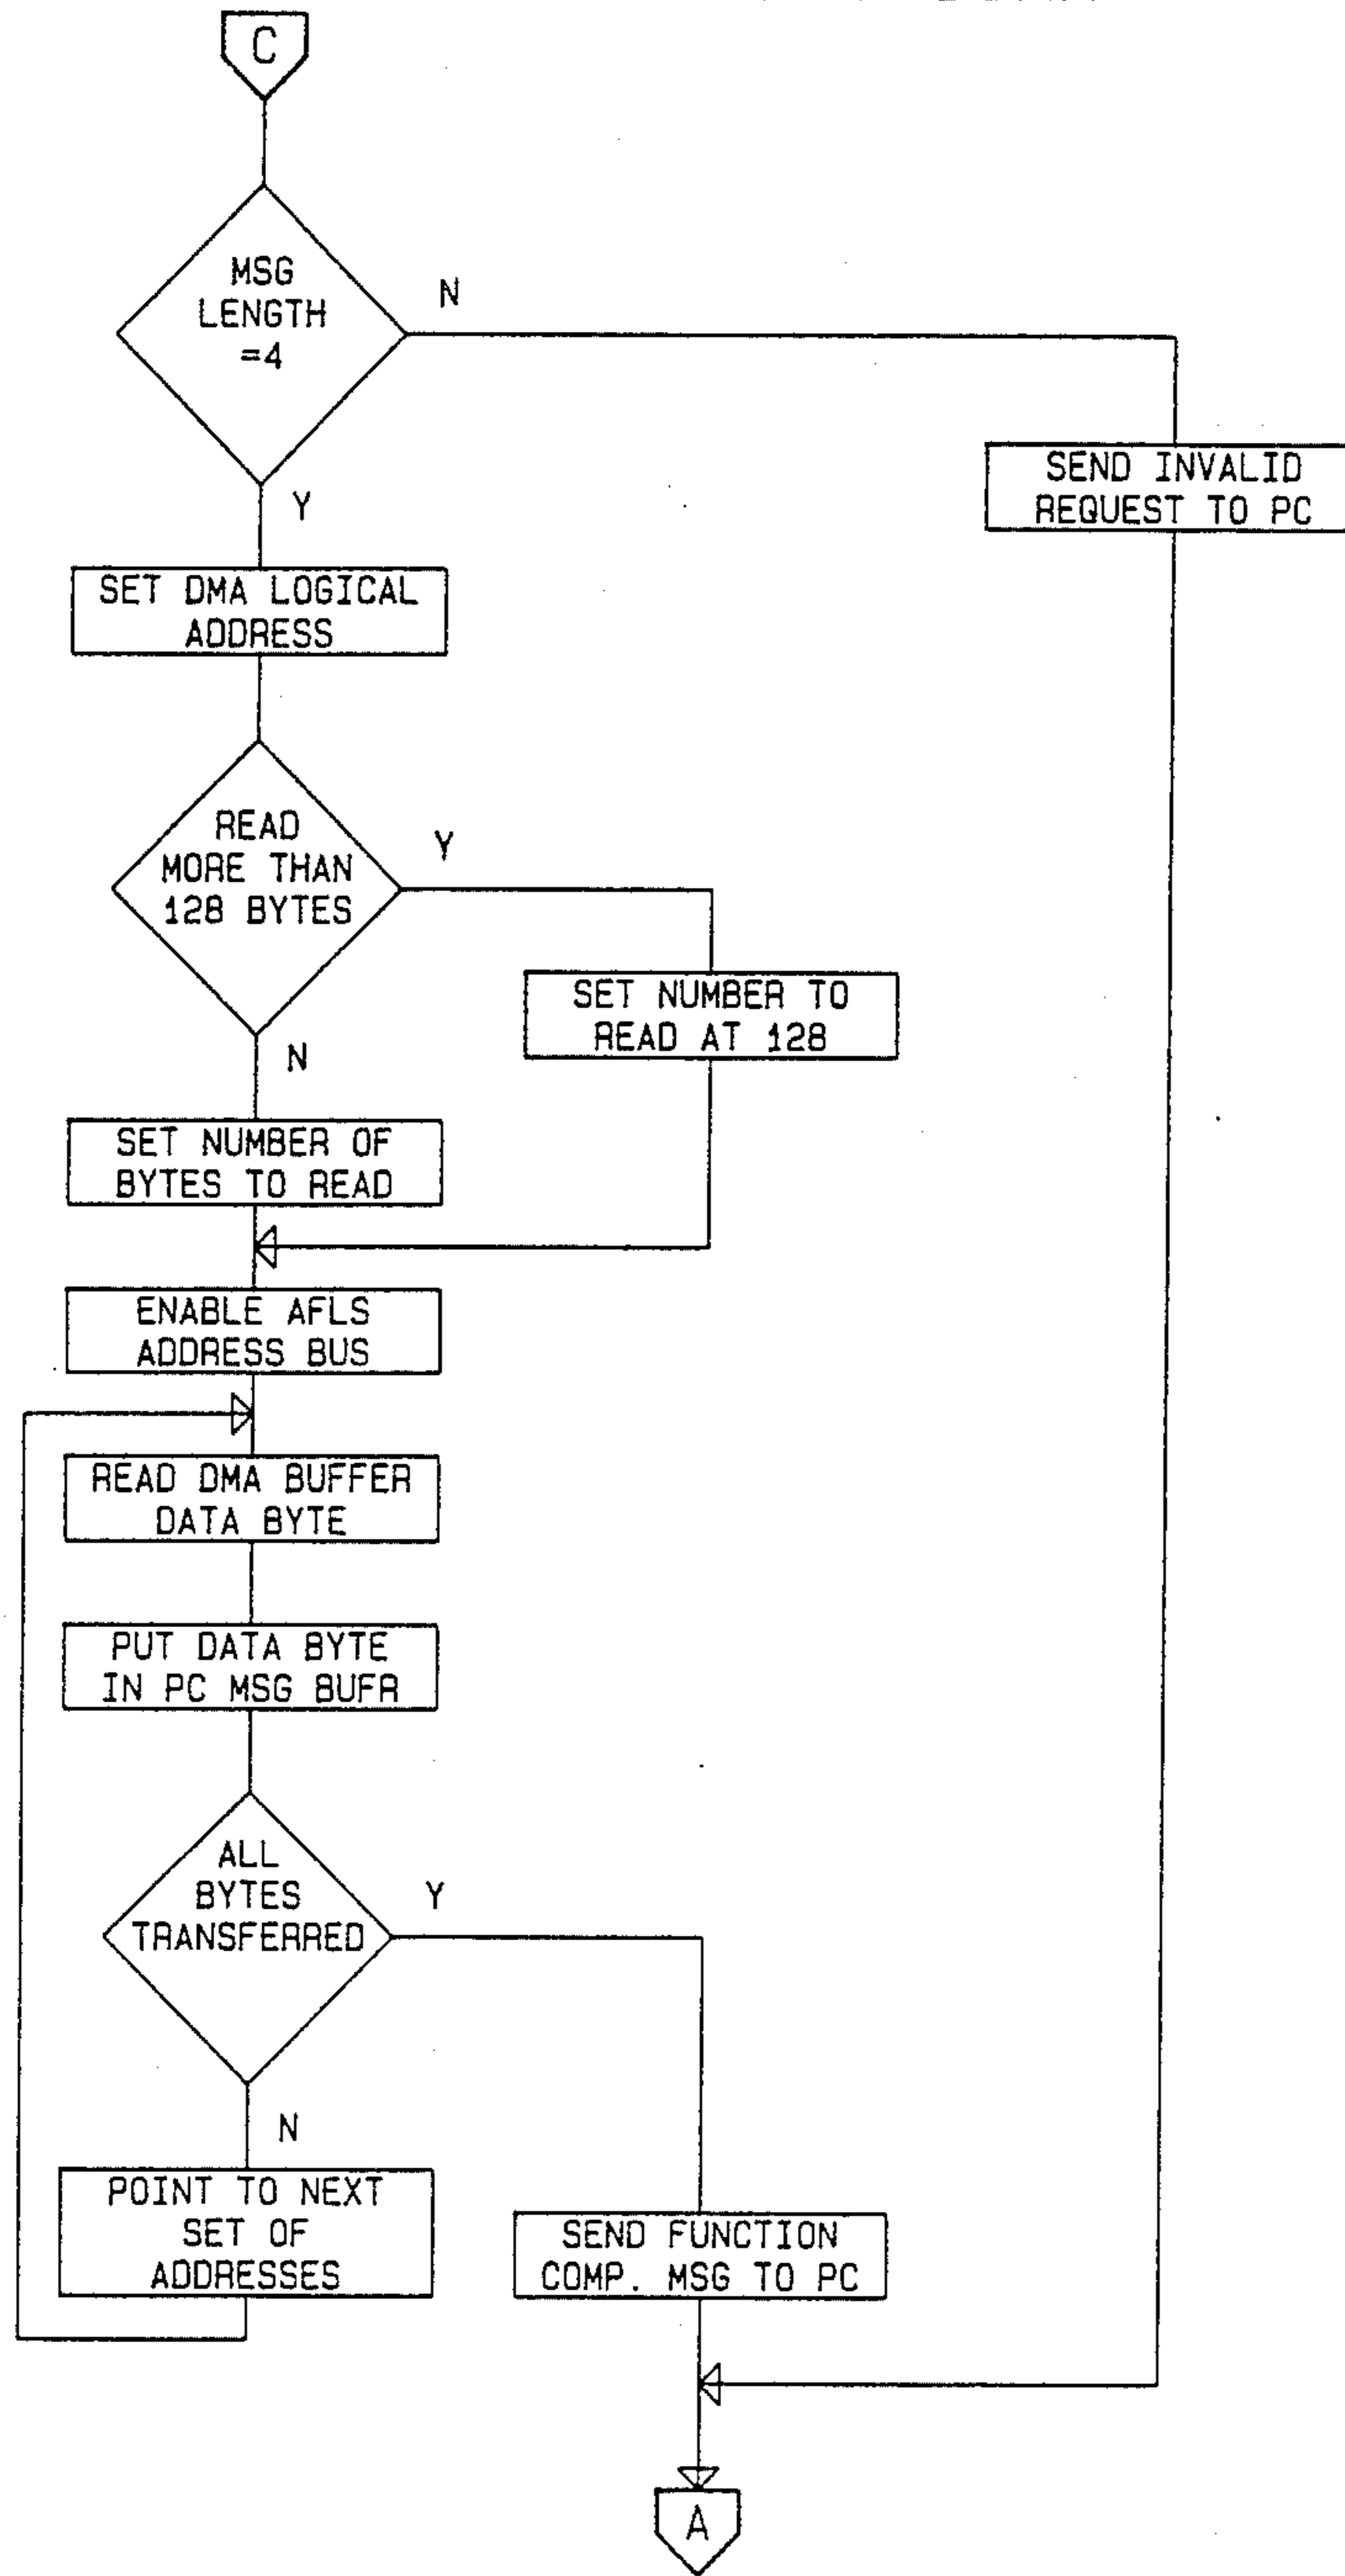 C
MSG
LENGTH
=4
N
Y
SEND INVALID
REQUEST TO PC
SET DMA LOGICAL
ADDRESS
READ
MORE THAN
128 BYTES
Y
N
SET NUMBER TO
READ AT 128
SET NUMBER OF
BYTES TO READ
ENABLE AFLS
ADDRESS BUS
READ DMA BUFFER
DATA BYTE
PUT DATA BYTE
IN PC MSG BUFR
ALL
BYTES
TRANSFERRED
Y
N
POINT TO NEXT
SET OF
ADDRESSES
SEND FUNCTION
COMP. MSG TO PC
A